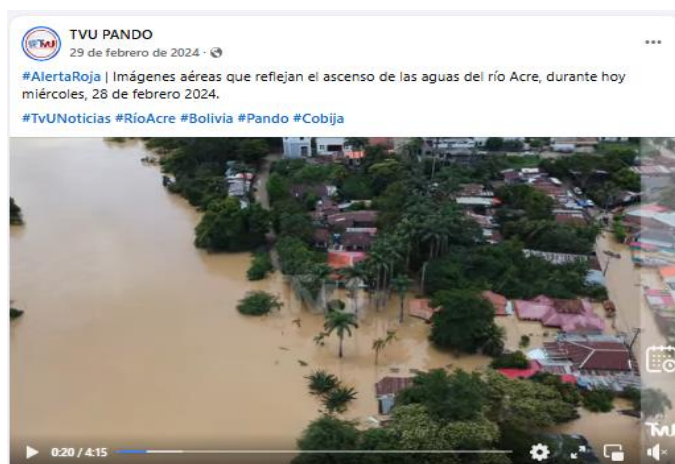 TVU PANDO
29 de febrero de 2024 ·
#AlertaRoja | Imágenes aéreas que reflejan el ascenso de las aguas del río Acre, durante hoy
miércoles, 28 de febrero 2024.
#TvUNoticias #RíoAcre #Bolivia #Pando #Cobija
TVU
0:20 / 4:15